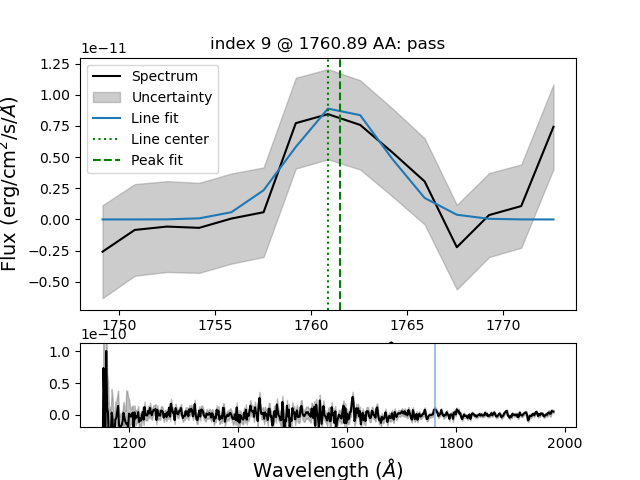 index 9 @ 1760.89 AA: pass
1e−11
Spectrum
Uncertainty
Line fit
Line center
Peak fit
1.25
1.00
0.75
0.50
0.25
0.00
−0.25
−0.50
Flux (erg/cm²/s/Å)
1750 1755 1760 1765 1770
1e−10
1.0
0.5
0.0
1200 1400 1600 1800 2000
Wavelength (Å)